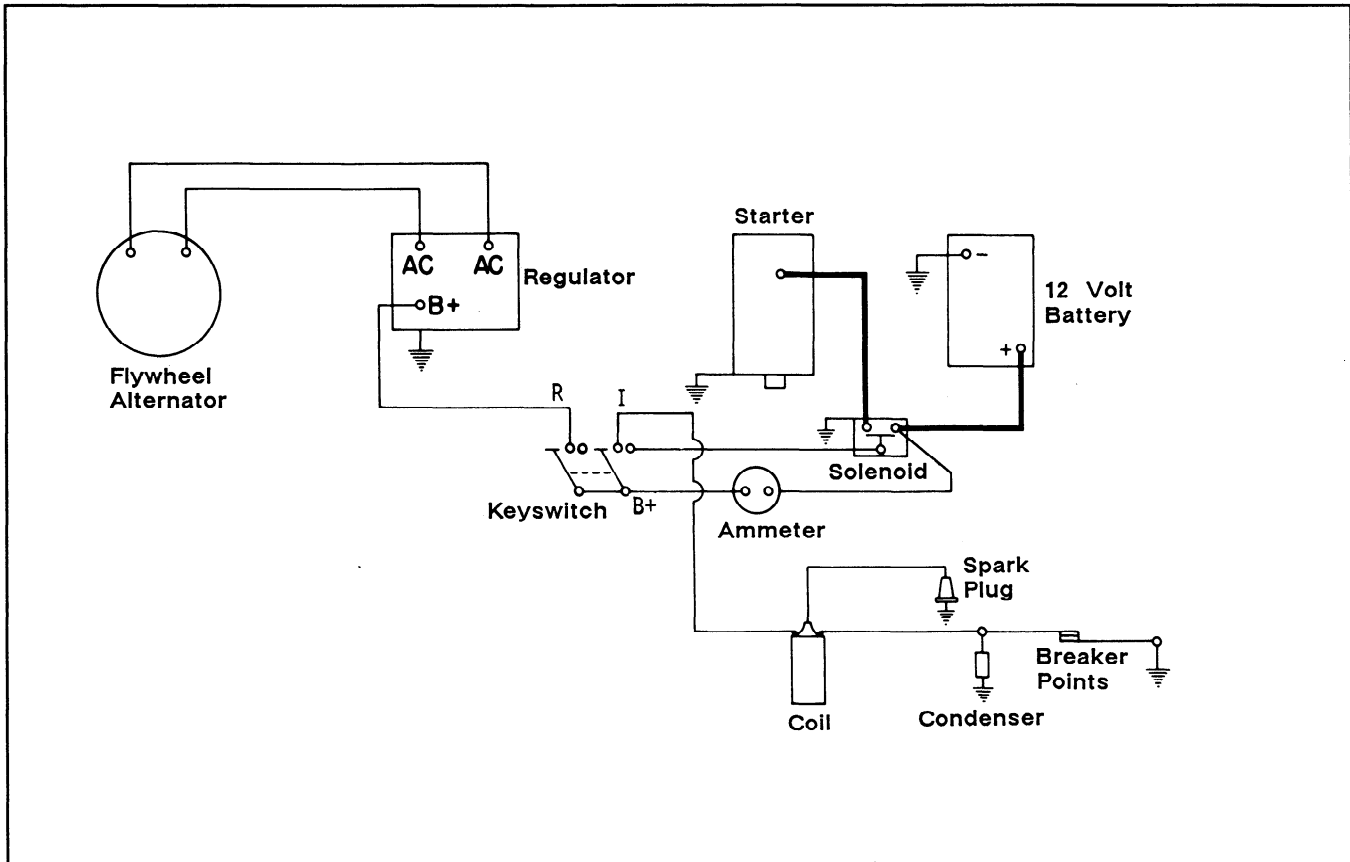 Starter
AC AC
Regulator
B+
-
12 Volt
Battery
+
Flywheel
Alternator
R I
Solenoid
Keyswitch
B+
Ammeter
Spark
Plug
Breaker
Points
Coil
Condenser